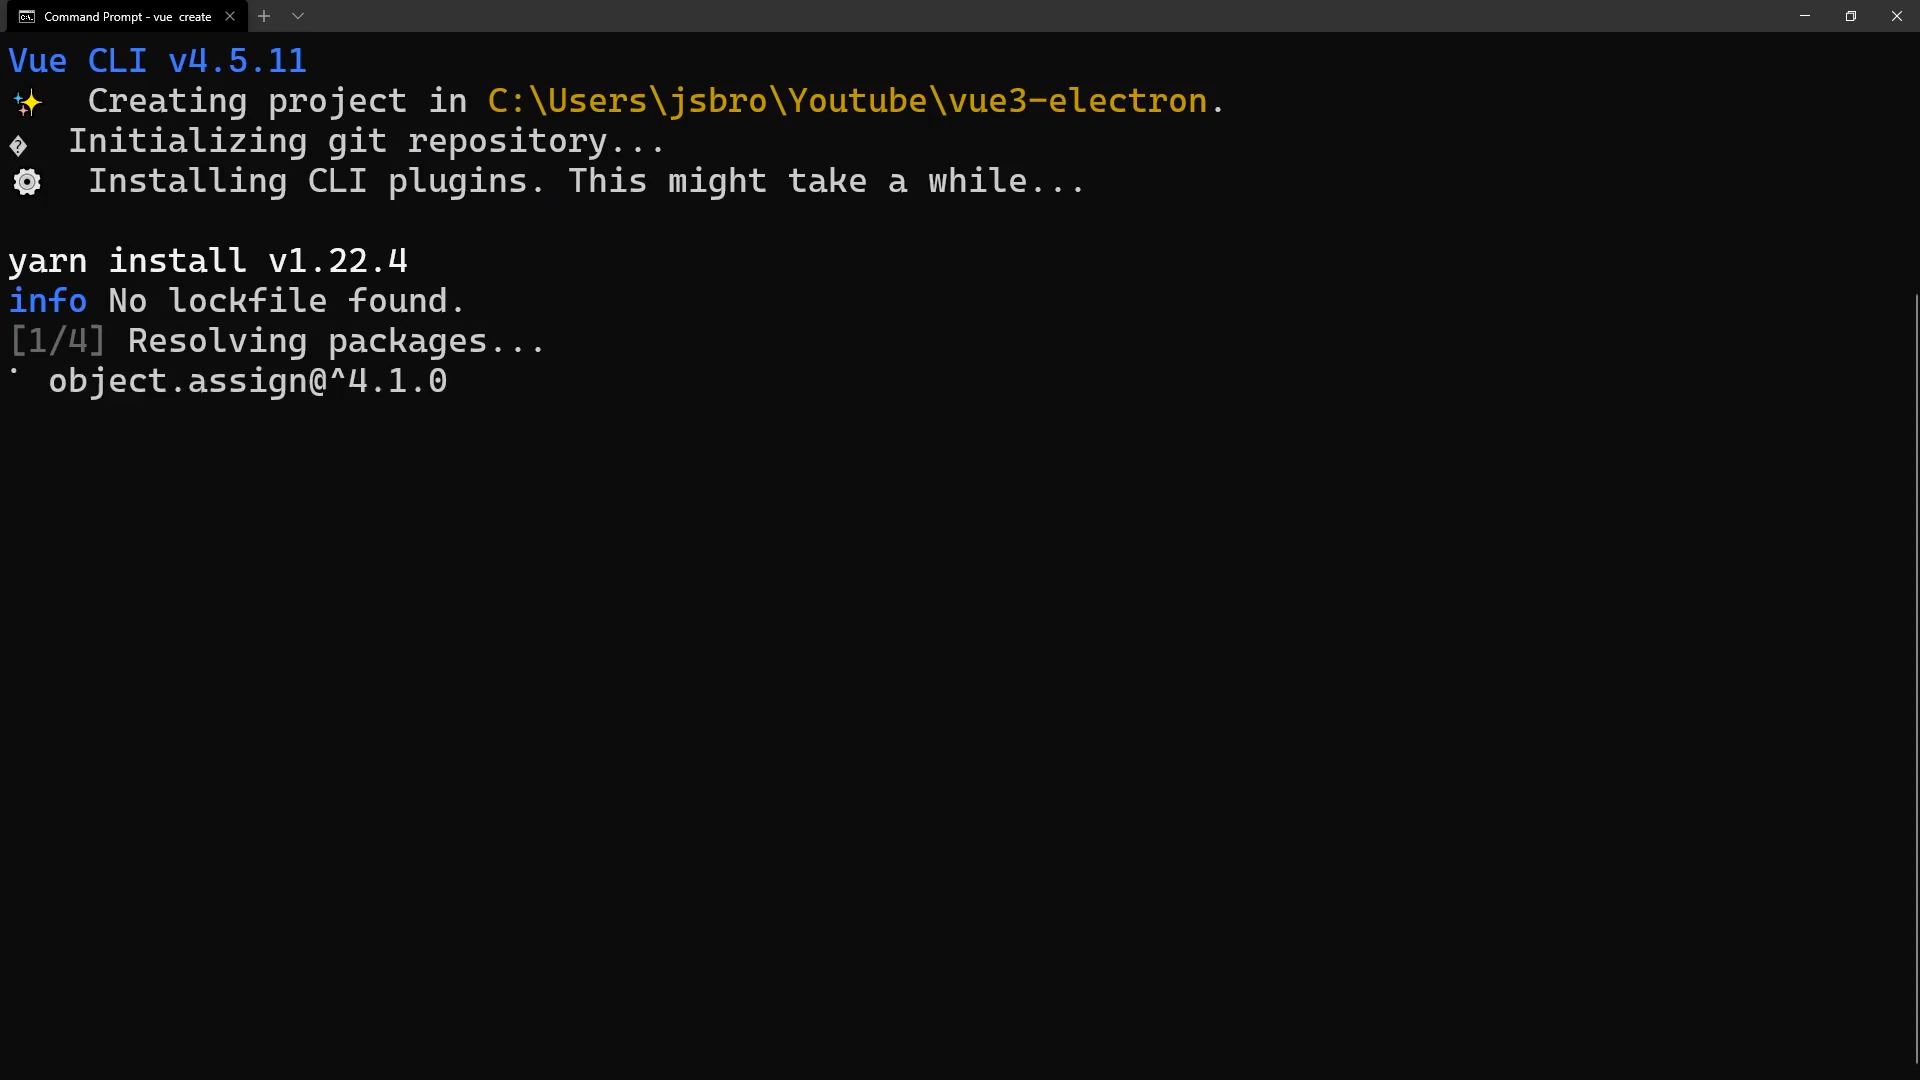 Command Prompt - vue create
Vue CLI v4.5.11
✨  Creating project in C:\Users\jsbro\Youtube\vue3-electron.
�  Initializing git repository...
⚙  Installing CLI plugins. This might take a while...
yarn install v1.22.4
info No lockfile found.
[1/4] Resolving packages...
⠁ object.assign@^4.1.0